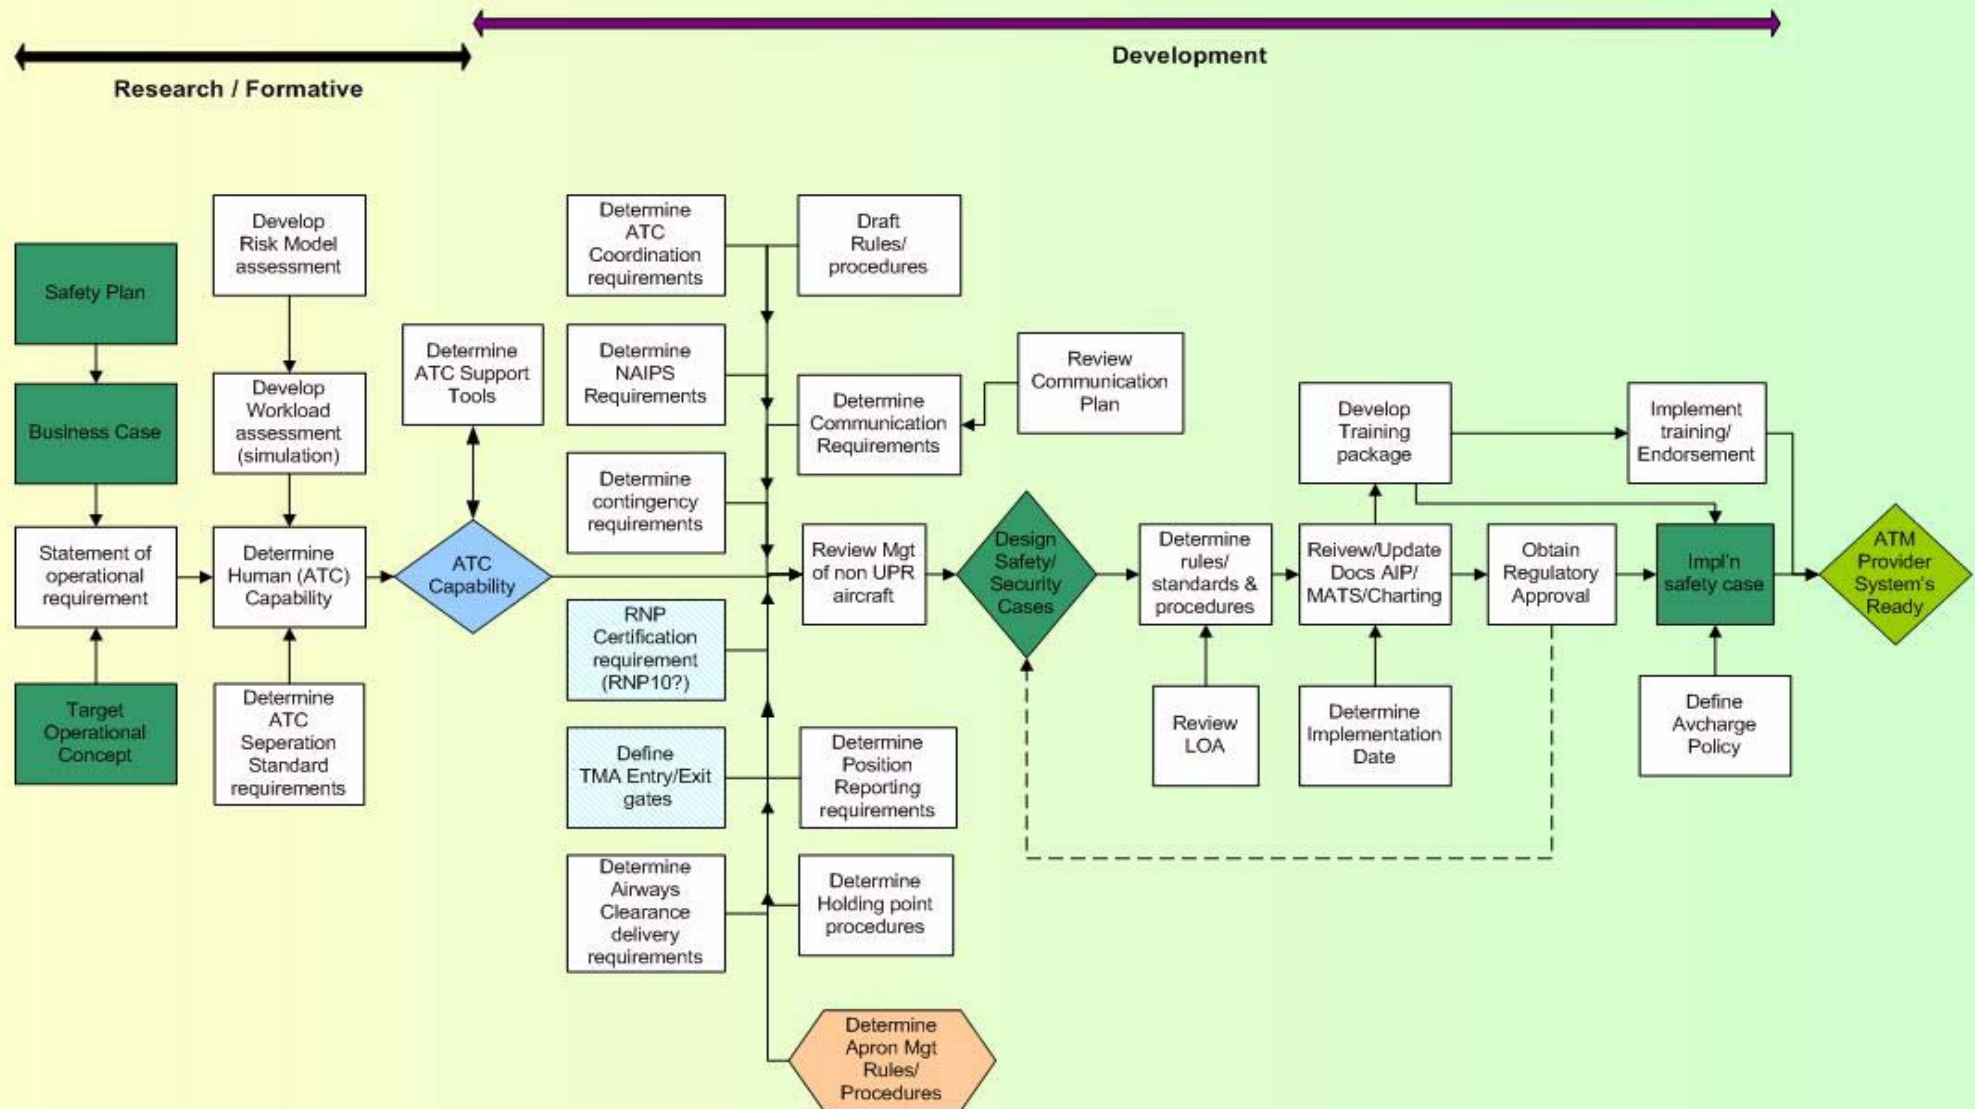 Development
Research / Formative
Safety Plan
Business Case
Statement of
operational
requirement
Target
Operational
Concept
Develop
Risk Model
assessment
Develop
Workload
assessment
(simulation)
Determine
Human (ATC)
Capability
Determine
ATC
Seperation
Standard
requirements
Determine
ATC Support
Tools
ATC
Capability
Determine
ATC
Coordination
requirements
Determine
NAIPS
Requirements
Determine
contingency
requirements
RNP
Certification
requirement
(RNP10?)
Define
TMA Entry/Exit
gates
Determine
Airways
Clearance
delivery
requirements
Draft
Rules/
procedures
Determine
Communication
Requirements
Review
Communication
Plan
Review Mgt
of non UPR
aircraft
Determine
Position
Reporting
requirements
Determine
Holding point
procedures
Determine
Apron Mgt
Rules/
Procedures
Design
Safety/
Security
Cases
Determine
rules/
standards &
procedures
Review
LOA
Develop
Training
package
Reivew/Update
Docs AIP/
MATS/Charting
Determine
Implementation
Date
Obtain
Regulatory
Approval
Implement
training/
Endorsement
Impl'n
safety case
Define
Avcharge
Policy
ATM
Provider
System's
Ready